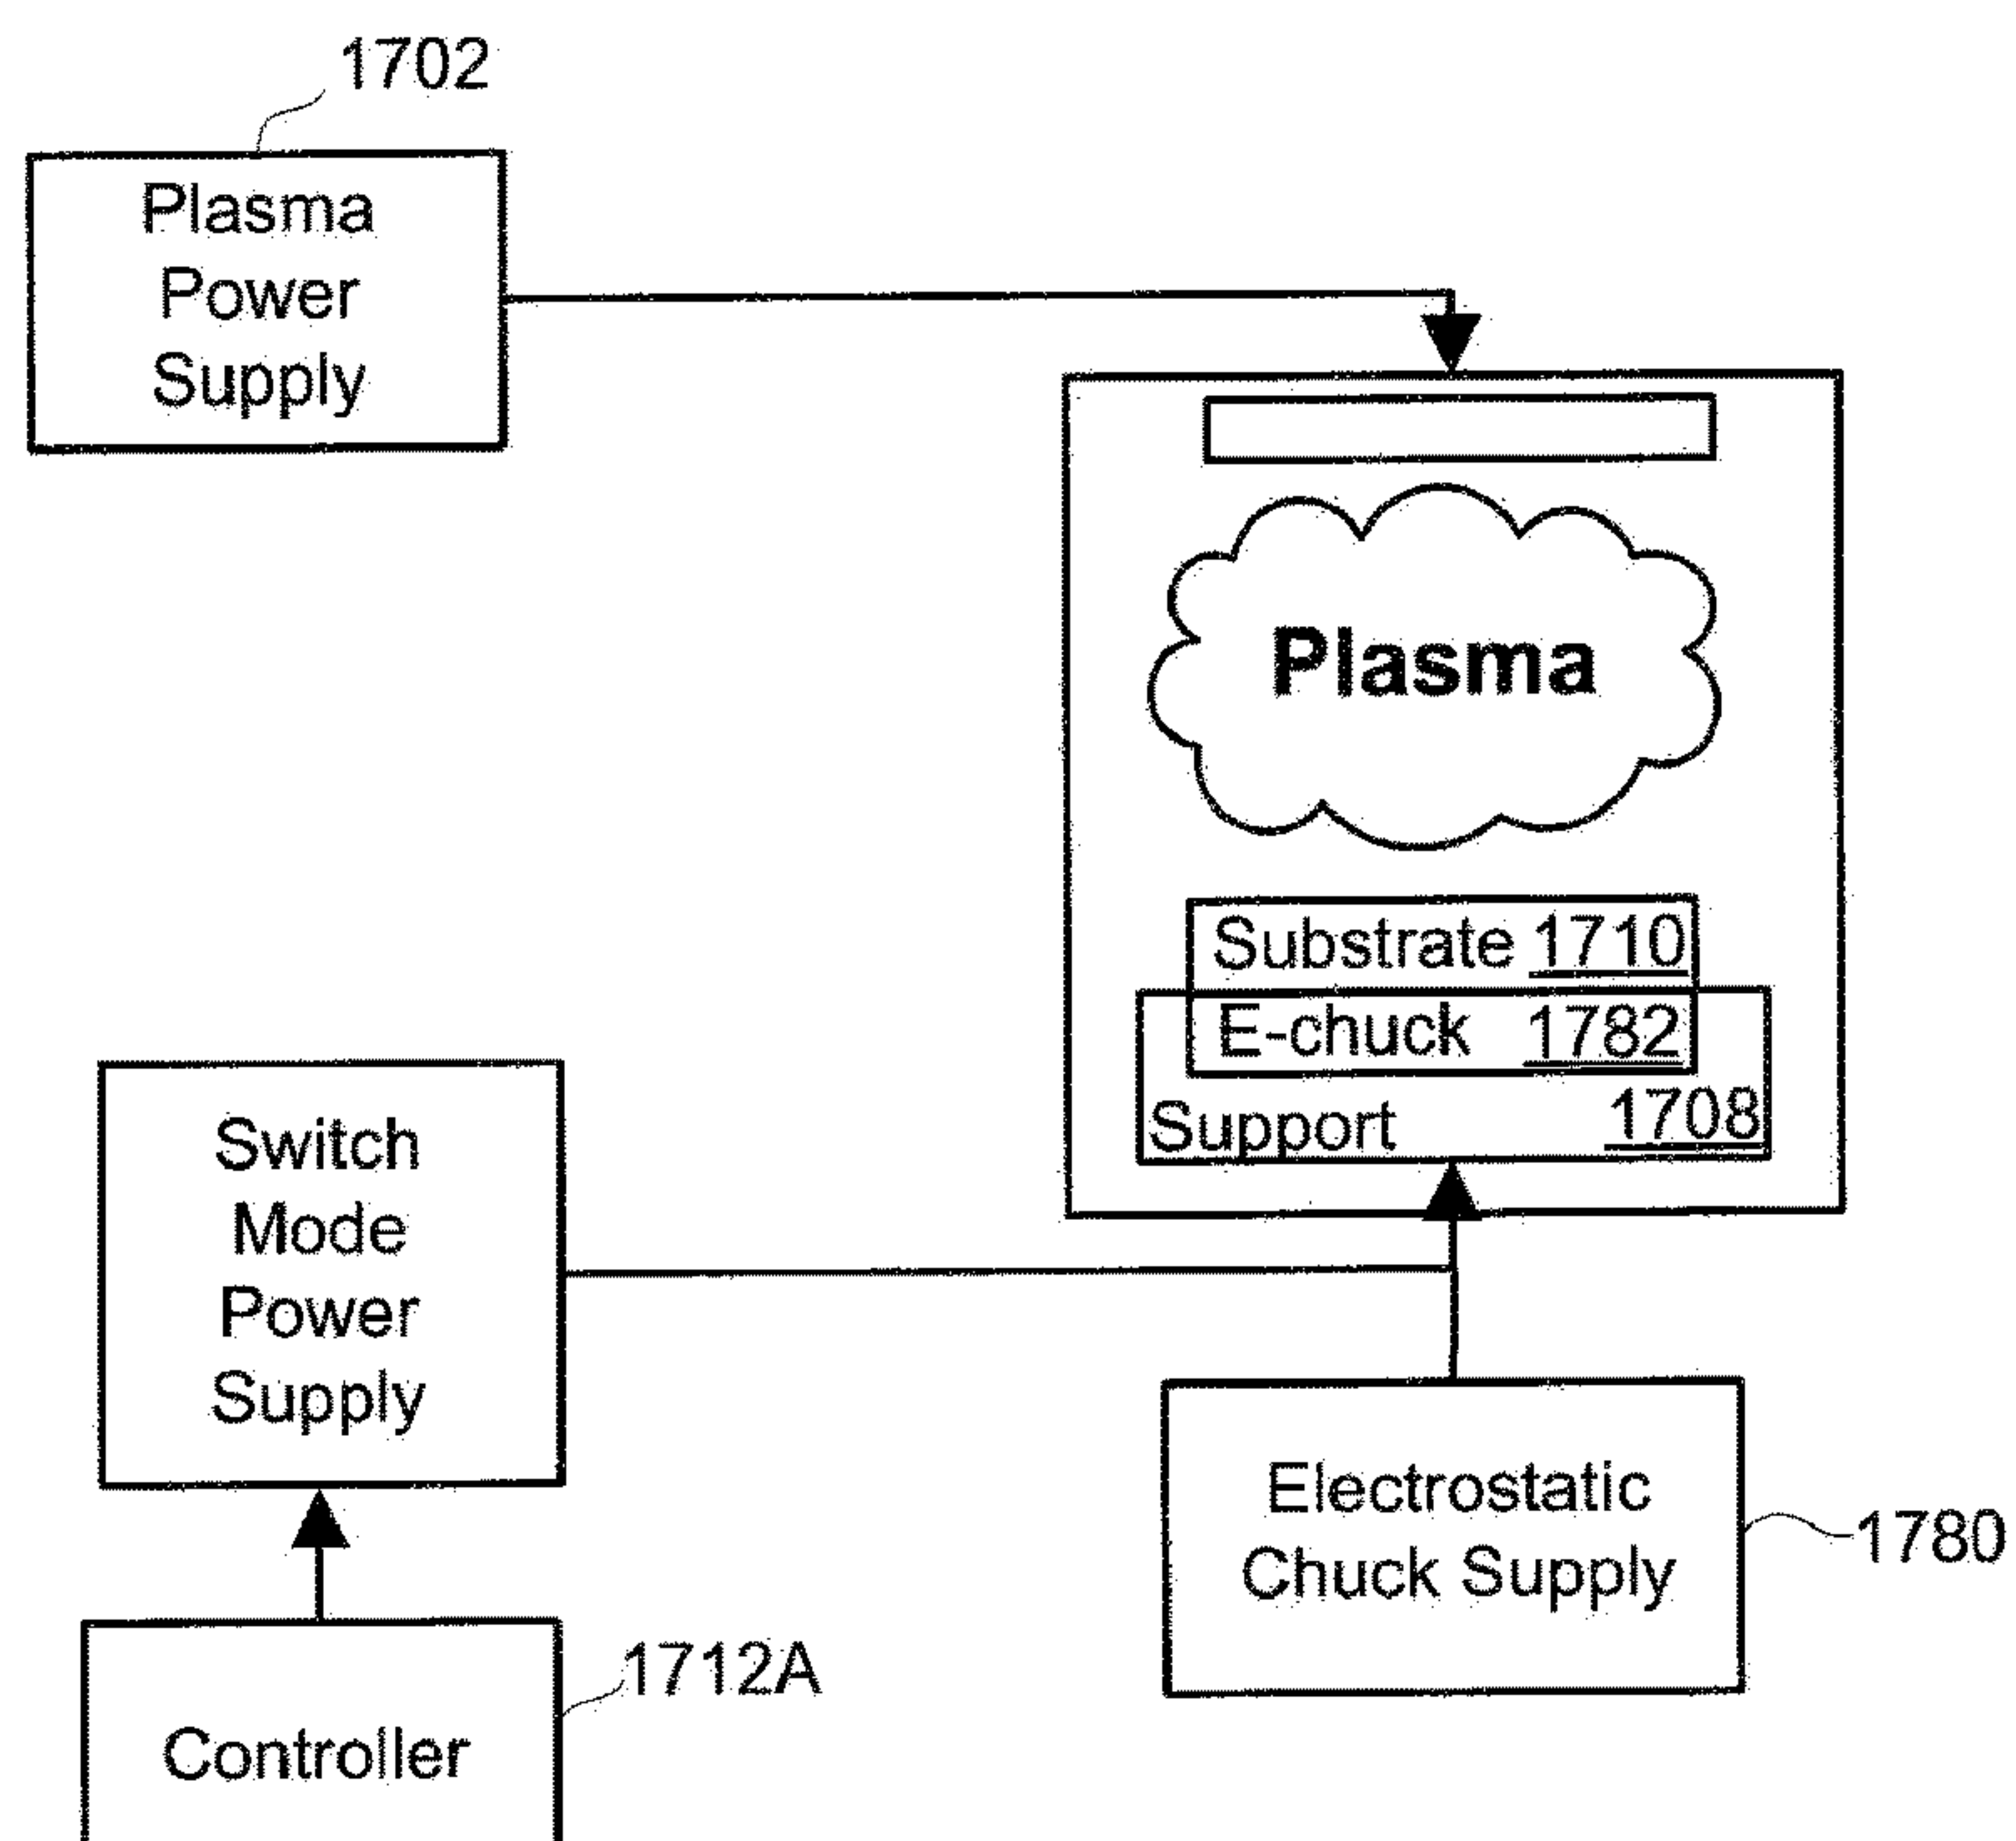 1702
Plasma
Power
Supply
Plasma
Substrate 1710
E-chuck 1782
Support 1708
Switch
Mode
Power
Supply
Electrostatic
Chuck Supply
1780
1712A
Controller